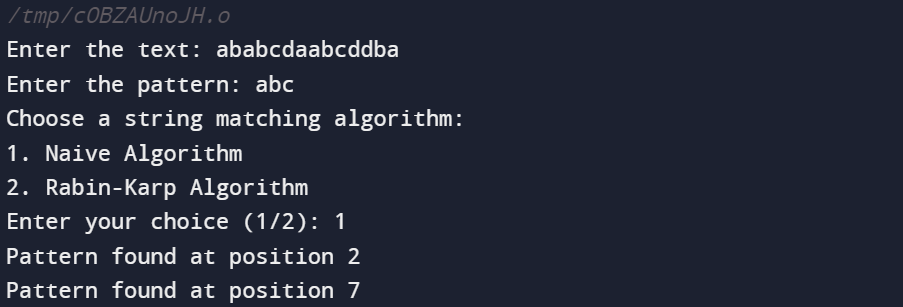 /tmp/cOBZAUnoJH.o
Enter the text: ababcdaabcddba
Enter the pattern: abc
Choose a string matching algorithm:
1. Naive Algorithm
2. Rabin-Karp Algorithm
Enter your choice (1/2): 1
Pattern found at position 2
Pattern found at position 7